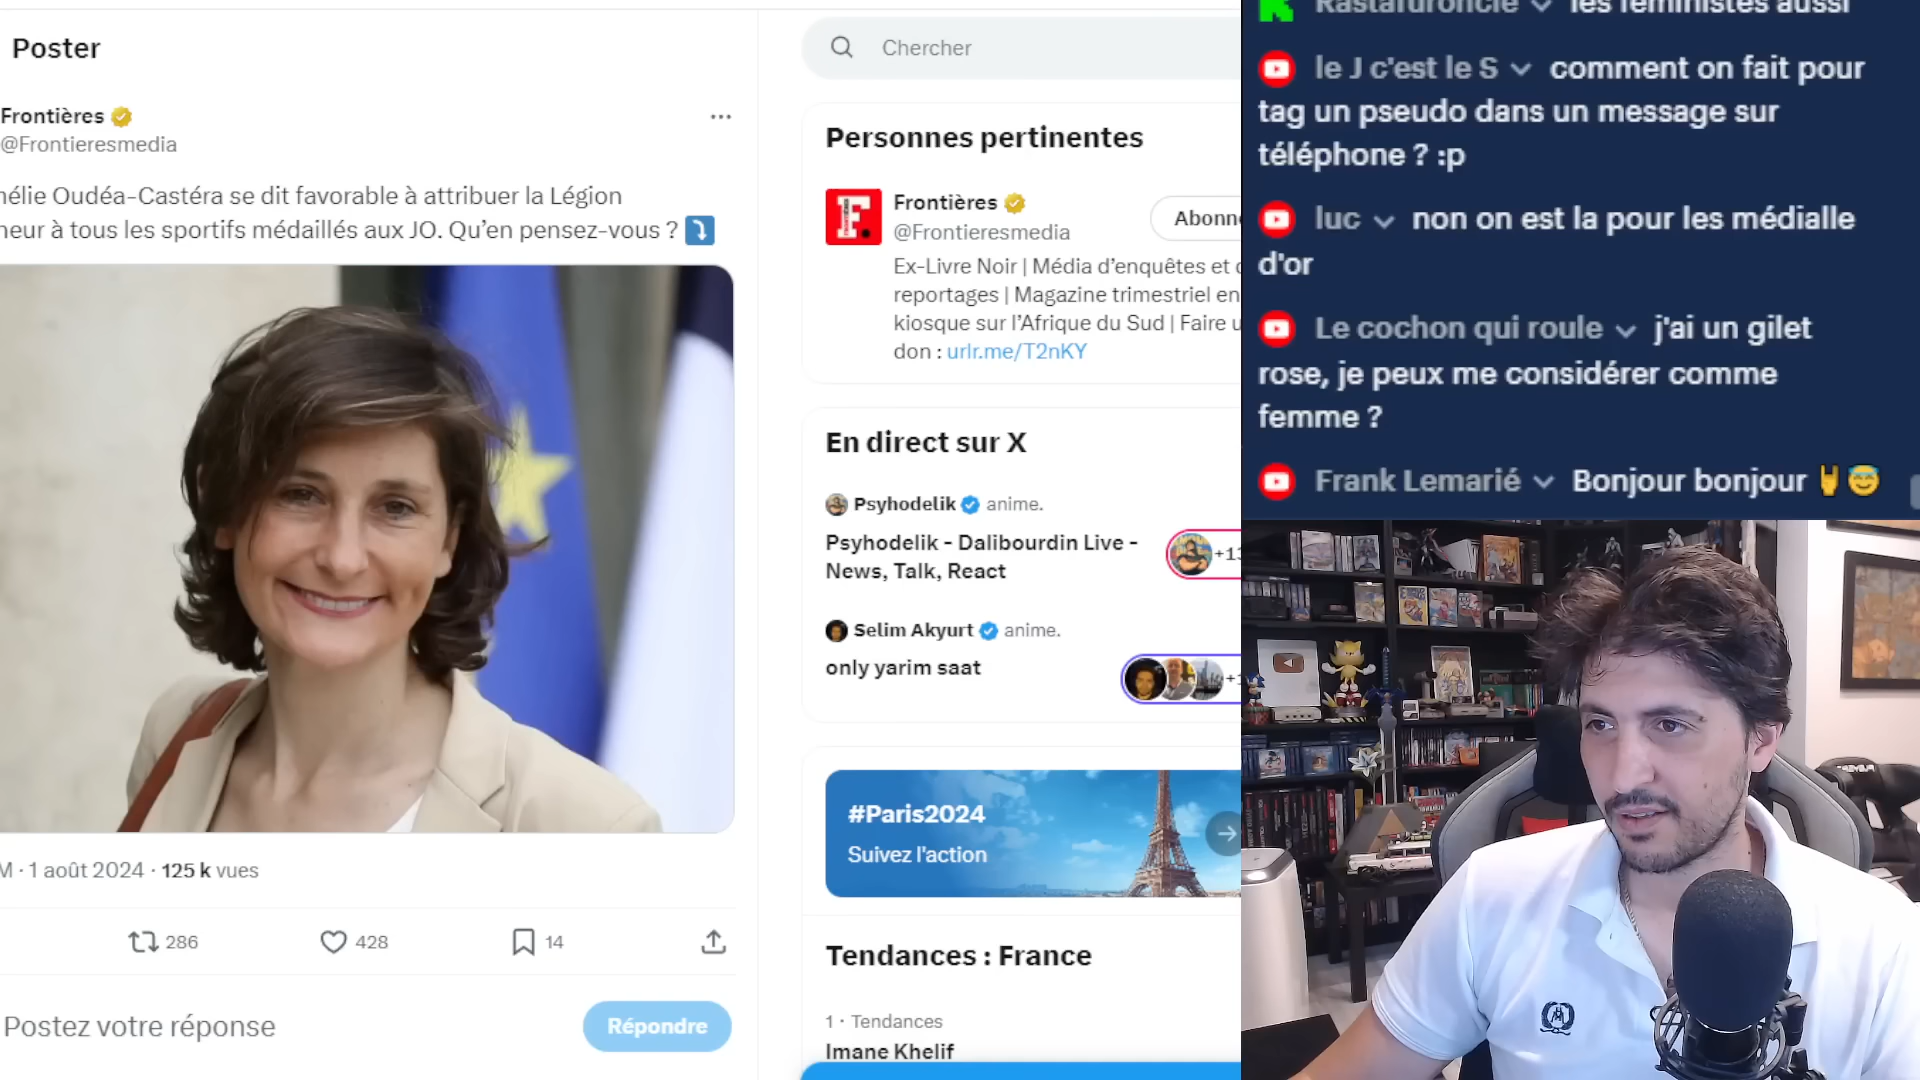 Poster
Frontières
@Frontieresmedia
élie Oudéa-Castéra se dit favorable à attribuer la Légion
neur à tous les sportifs médaillés aux JO. Qu’en pensez-vous ?
M · 1 août 2024 · 125 k vues
286
428
14
Postez votre réponse
Répondre
Chercher
Personnes pertinentes
Frontières
@Frontieresmedia
Abonn
Ex-Livre Noir | Média d’enquêtes et d
reportages | Magazine trimestriel en
kiosque sur l’Afrique du Sud | Faire u
don : urlr.me/T2nKY
En direct sur X
Psyhodelik anime.
Psyhodelik - Dalibourdin Live -
News, Talk, React
+13
Selim Akyurt anime.
only yarim saat
+1
#Paris2024
Suivez l'action
Tendances : France
1 · Tendances
Imane Khelif
Rastafuroncle les féministes aussi
le J c'est le S comment on fait pour
tag un pseudo dans un message sur
téléphone ? :p
luc non on est la pour les médialle
d'or
Le cochon qui roule j'ai un gilet
rose, je peux me considérer comme
femme ?
Frank Lemarié Bonjour bonjour